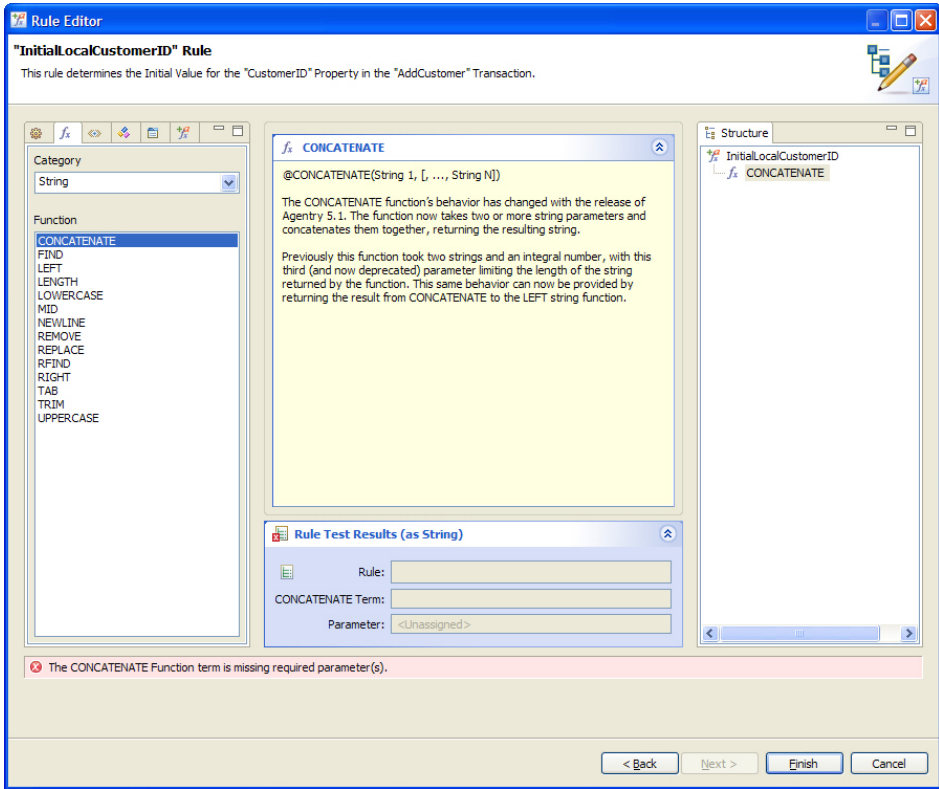 Rule Editor
"InitialLocalCustomerID" Rule
This rule determines the Initial Value for the "CustomerID" Property in the "AddCustomer" Transaction.
Category
String
Function
CONCATENATE
FIND
LEFT
LENGTH
LOWERCASE
MID
NEWLINE
REMOVE
REPLACE
RFIND
RIGHT
TAB
TRIM
UPPERCASE
fx CONCATENATE
@CONCATENATE(String 1, [, ..., String N])
The CONCATENATE function's behavior has changed with the release of
Agentry 5.1. The function now takes two or more string parameters and
concatenates them together, returning the resulting string.
Previously this function took two strings and an integral number, with this
third (and now deprecated) parameter limiting the length of the string
returned by the function. This same behavior can now be provided by
returning the result from CONCATENATE to the LEFT string function.
Rule Test Results (as String)
Rule:
CONCATENATE Term:
Parameter: <Unassigned>
Structure
InitialLocalCustomerID
fx CONCATENATE
The CONCATENATE Function term is missing required parameter(s).
< Back
Next >
Finish
Cancel